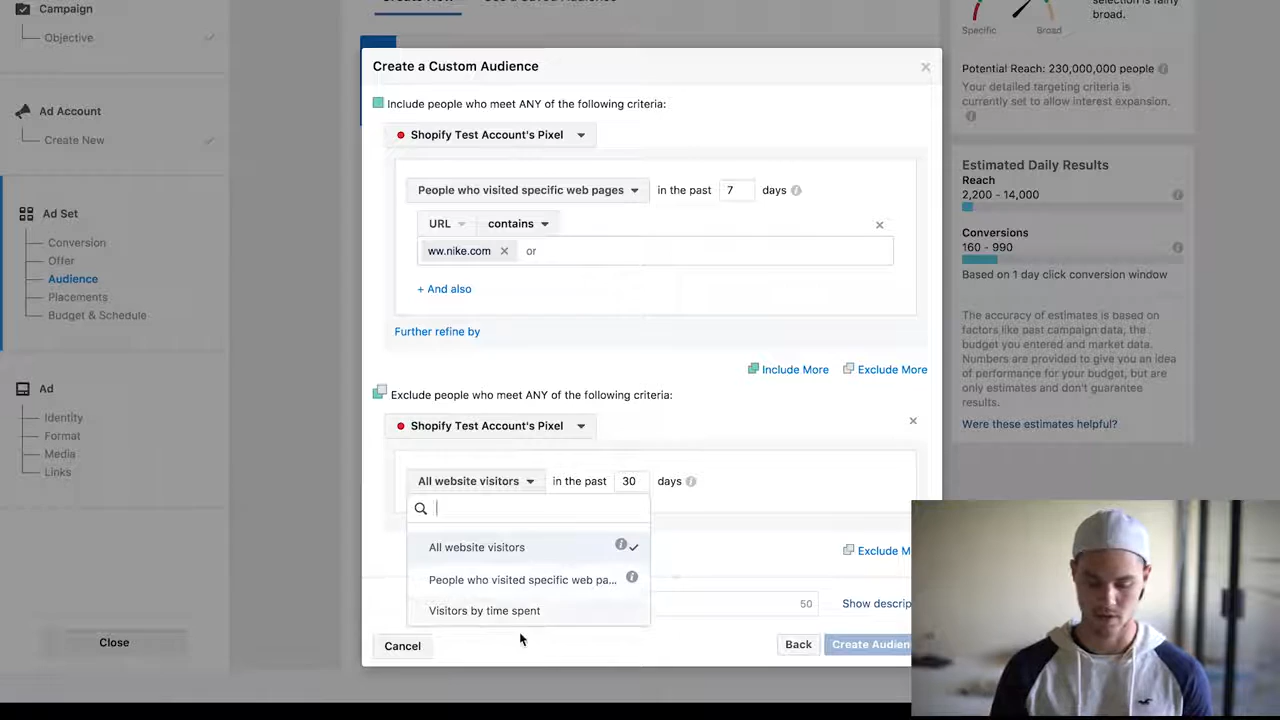 Campaign
Objective
Ad Account
Create New
Ad Set
Conversion
Offer
Audience
Placements
Budget & Schedule
Ad
Identity
Format
Media
Links
Close
Create a Custom Audience
Include people who meet ANY of the following criteria:
Shopify Test Account's Pixel
People who visited specific web pages in the past 7 days
URL contains
ww.nike.com or
+ And also
Further refine by
Include More Exclude More
Exclude people who meet ANY of the following criteria:
Shopify Test Account's Pixel
All website visitors in the past 30 days
All website visitors
People who visited specific web pa...
Visitors by time spent
Exclude M
50 Show descrip
Cancel Back Create Audien
selection is fairly
broad.
Specific Broad
Potential Reach: 230,000,000 people
Your detailed targeting criteria is
currently set to allow interest expansion.
Estimated Daily Results
Reach
2,200 - 14,000
Conversions
160 - 990
Based on 1 day click conversion window
The accuracy of estimates is based on
factors like past campaign data, the
budget you entered and market data.
Numbers are provided to give you an idea
of performance for your budget, but are
only estimates and don't guarantee
results.
Were these estimates helpful?